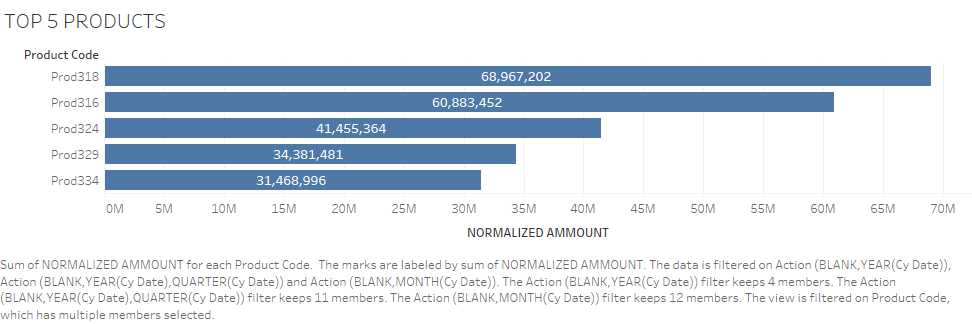 TOP 5 PRODUCTS
Product Code
Prod318 68,967,202
Prod316 60,883,452
Prod324 41,455,364
Prod329 34,381,481
Prod334 31,468,996
0M 5M 10M 15M 20M 25M 30M 35M 40M 45M 50M 55M 60M 65M 70M
NORMALIZED AMMOUNT
Sum of NORMALIZED AMMOUNT for each Product Code. The marks are labeled by sum of NORMALIZED AMMOUNT. The data is filtered on Action (BLANK,YEAR(Cy Date)),
Action (BLANK,YEAR(Cy Date),QUARTER(Cy Date)) and Action (BLANK,MONTH(Cy Date)). The Action (BLANK,YEAR(Cy Date)) filter keeps 4 members. The Action
(BLANK,YEAR(Cy Date),QUARTER(Cy Date)) filter keeps 11 members. The Action (BLANK,MONTH(Cy Date)) filter keeps 12 members. The view is filtered on Product Code,
which has multiple members selected.